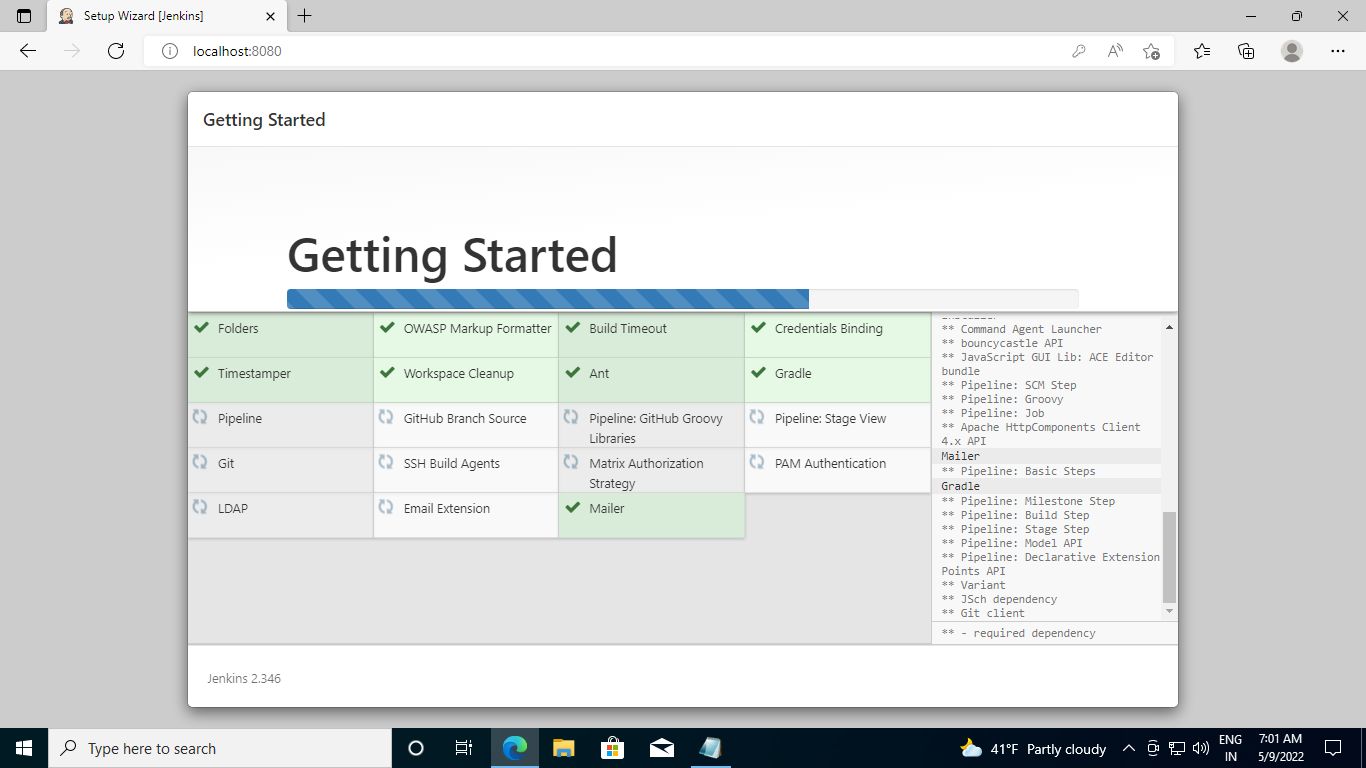 Setup Wizard [Jenkins]
localhost:8080
Getting Started
Getting Started
Folders
OWASP Markup Formatter
Build Timeout
Credentials Binding
Timestamper
Workspace Cleanup
Ant
Gradle
Pipeline
GitHub Branch Source
Pipeline: GitHub Groovy
Libraries
Pipeline: Stage View
Git
SSH Build Agents
Matrix Authorization
Strategy
PAM Authentication
LDAP
Email Extension
Mailer
** Command Agent Launcher
** bouncycastle API
** JavaScript GUI Lib: ACE Editor
bundle
** Pipeline: SCM Step
** Pipeline: Groovy
** Pipeline: Job
** Apache HttpComponents Client
4.x API
Mailer
** Pipeline: Basic Steps
Gradle
** Pipeline: Milestone Step
** Pipeline: Build Step
** Pipeline: Stage Step
** Pipeline: Model API
** Pipeline: Declarative Extension
Points API
** Variant
** JSch dependency
** Git client
** - required dependency
Jenkins 2.346
Type here to search
41°F Partly cloudy
ENG
IN
7:01 AM
5/9/2022